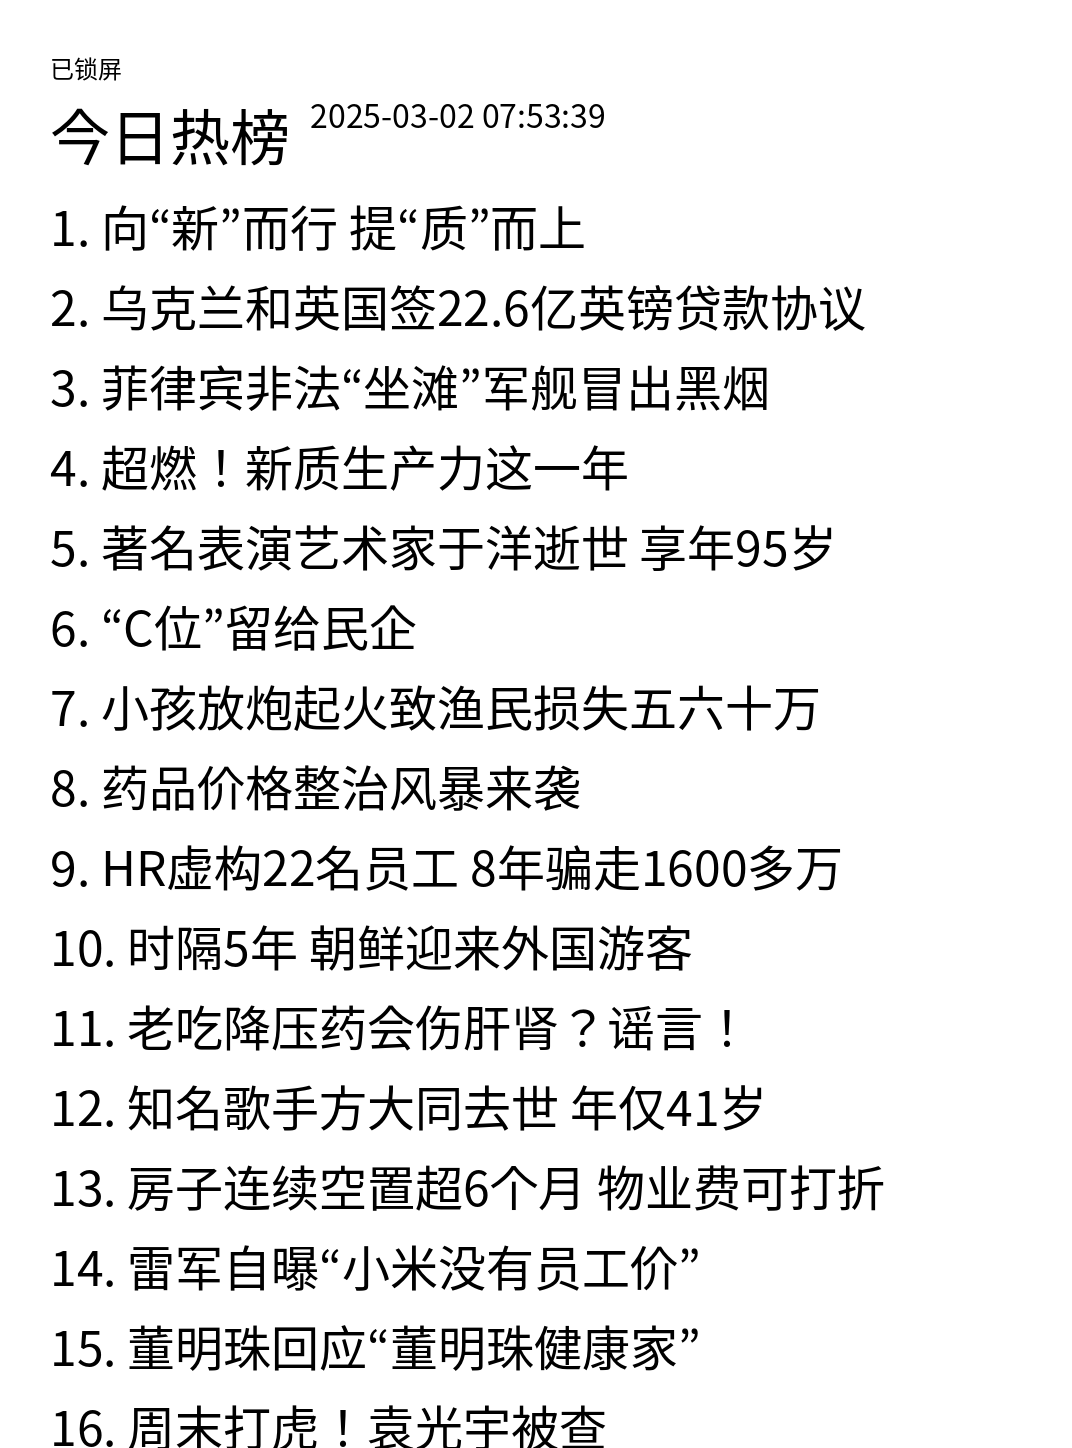 已锁屏
今日热榜 2025-03-02 07:53:39
1. 向“新”而行 提“质”而上
2. 乌克兰和英国签22.6亿英镑贷款协议
3. 菲律宾非法“坐滩”军舰冒出黑烟
4. 超燃！新质生产力这一年
5. 著名表演艺术家于洋逝世 享年95岁
6. “C位”留给民企
7. 小孩放炮起火致渔民损失五六十万
8. 药品价格整治风暴来袭
9. HR虚构22名员工 8年骗走1600多万
10. 时隔5年 朝鲜迎来外国游客
11. 老吃降压药会伤肝肾？谣言！
12. 知名歌手方大同去世 年仅41岁
13. 房子连续空置超6个月 物业费可打折
14. 雷军自曝“小米没有员工价”
15. 董明珠回应“董明珠健康家”
16. 周末打虎！袁光宇被查